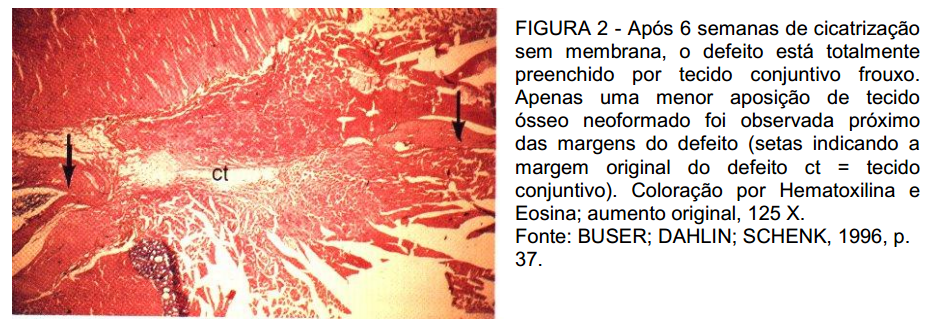 ct
FIGURA 2 - Após 6 semanas de cicatrização
sem membrana, o defeito está totalmente
preenchido por tecido conjuntivo frouxo.
Apenas uma menor aposição de tecido
ósseo neoformado foi observada próximo
das margens do defeito (setas indicando a
margem original do defeito ct = tecido
conjuntivo). Coloração por Hematoxilina e
Eosina; aumento original, 125 X.
Fonte: BUSER; DAHLIN; SCHENK, 1996, p.
37.